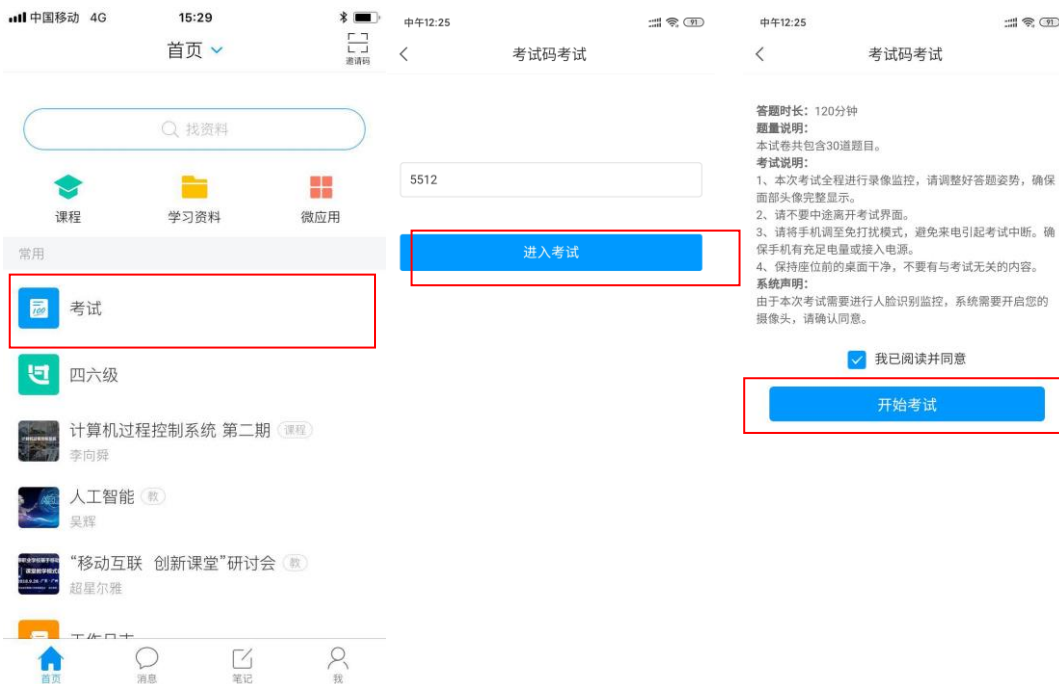 中国移动 4G 15:29
首页
邀请码
找资料
课程 学习资料 微应用
常用
考试
四六级
计算机过程控制系统 第二期 课程
李向舜
人工智能 教
吴辉
“移动互联 创新课堂”研讨会 教
超星尔雅
工作日志
首页 消息 笔记 我
中午12:25 91
考试码考试
5512
进入考试
中午12:25 91
考试码考试
答题时长：120分钟
题量说明：
本试卷共包含30道题目。
考试说明：
1、本次考试全程进行录像监控，请调整好答题姿势，确保
面部头像完整显示。
2、请不要中途离开考试界面。
3、请将手机调至免打扰模式，避免来电引起考试中断。确
保手机有充足电量或接入电源。
4、保持座位前的桌面干净，不要有与考试无关的内容。
系统声明：
由于本次考试需要进行人脸识别监控，系统需要开启您的
摄像头，请确认同意。
我已阅读并同意
开始考试